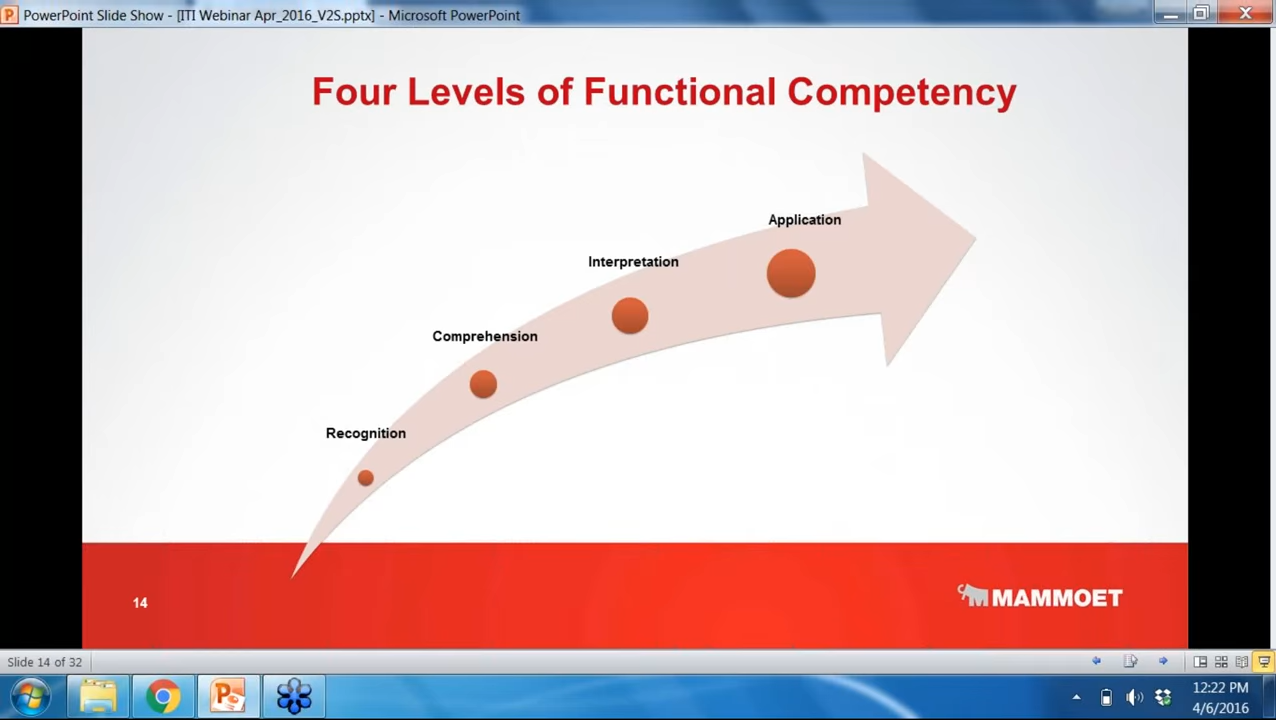 PowerPoint Slide Show - [ITI Webinar Apr_2016_V2S.pptx] - Microsoft PowerPoint
Four Levels of Functional Competency
Application
Interpretation
Comprehension
Recognition
14
MAMMOET
Slide 14 of 32
12:22 PM
4/6/2016